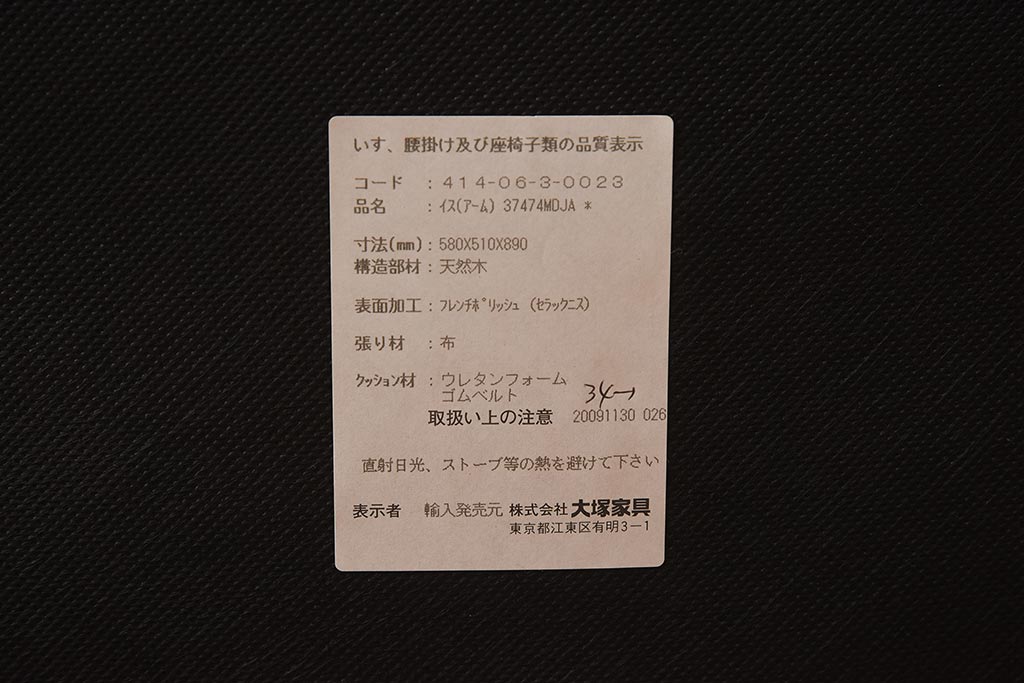 いす、腰掛け及び座椅子類の品質表示
コード : 414-06-3-0023
品名 : ｲｽ(ｱｰﾑ) 37474MDJA *
寸法(mm) : 580X510X890
構造部材 : 天然木
表面加工 : ﾌﾚﾝﾁﾎﾟﾘｯｼｭ (ｾﾗｯｸﾆｽ)
張り材 : 布
ｸｯｼｮﾝ材 : ウレタンフォーム
ゴムベルト
取扱い上の注意 20091130 026
直射日光、ストーブ等の熱を避けて下さい
表示者 輸入発売元 株式会社 大塚家具
東京都江東区有明3-1